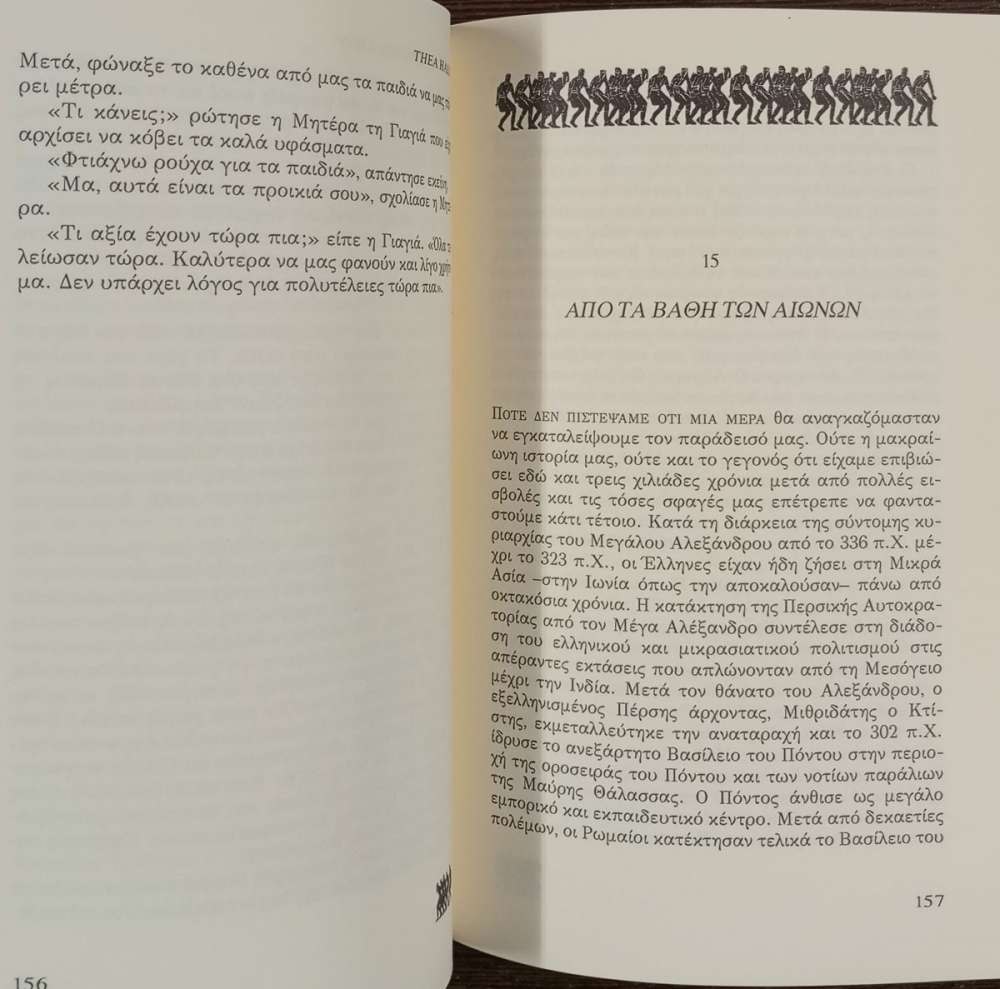 THEA
Μετά, φώναξε το καθένα από μας τα παιδιά να μας πά-
ρει μέτρα.
«Τι κάνεις;» ρώτησε η Μητέρα τη Γιαγιά που είχε
αρχίσει να κόβει τα καλά υφάσματα.
«Φτιάχνω ρούχα για τα παιδιά», απάντησε εκείνη.
«Μα, αυτά είναι τα προικιά σου», σχολίασε η Μητέ-
ρα.
«Τι αξία έχουν τώρα πια;» είπε η Γιαγιά. «Όλα τε-
λείωσαν τώρα. Καλύτερα να μας φανούν και λίγο χρήσι-
μα. Δεν υπάρχει λόγος για πολυτέλειες τώρα πια».
156
15
ΑΠΟ ΤΑ ΒΑΘΗ ΤΩΝ ΑΙΩΝΩΝ
ΠΟΤΕ ΔΕΝ ΠΙΣΤΕΨΑΜΕ ΟΤΙ ΜΙΑ ΜΕΡΑ θα αναγκαζόμασταν
να εγκαταλείψουμε τον παράδεισό μας. Ούτε η μακραί-
ωνη ιστορία μας, ούτε και το γεγονός ότι είχαμε επιβιώ-
σει εδώ και τρεις χιλιάδες χρόνια μετά από πολλές ει-
σβολές και τις τόσες σφαγές μας επέτρεπε να φαντα-
στούμε κάτι τέτοιο. Κατά τη διάρκεια της σύντομης κυ-
ριαρχίας του Μεγάλου Αλεξάνδρου από το 336 π.Χ. μέ-
χρι το 323 π.Χ., οι Έλληνες είχαν ήδη ζήσει στη Μικρά
Ασία –στην Ιωνία όπως την αποκαλούσαν– πάνω από
οκτακόσια χρόνια. Η κατάκτηση της Περσικής Αυτοκρα-
τορίας από τον Μέγα Αλέξανδρο συντέλεσε στη διάδο-
ση του ελληνικού και μικρασιατικού πολιτισμού στις
απέραντες εκτάσεις που απλώνονταν από τη Μεσόγειο
μέχρι την Ινδία. Μετά τον θάνατο του Αλεξάνδρου, ο
εξελληνισμένος Πέρσης άρχοντας, Μιθριδάτης ο Κτί-
στης, εκμεταλλεύτηκε την αναταραχή και το 302 π.Χ.
ίδρυσε το ανεξάρτητο Βασίλειο του Πόντου στην περιο-
χή της οροσειράς του Πόντου και των νοτίων παράλιων
της Μαύρης Θάλασσας. Ο Πόντος άνθισε ως μεγάλο
εμπορικό και εκπαιδευτικό κέντρο. Μετά από δεκαετίες
πολέμων, οι Ρωμαίοι κατέκτησαν τελικά το Βασίλειο του
157